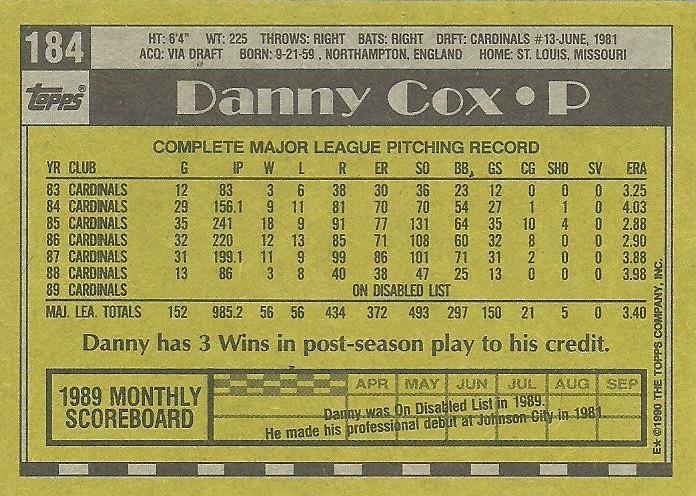 184
HT: 6'4" WT: 225 THROWS: RIGHT BATS: RIGHT DRFT: CARDINALS #13-JUNE, 1981
ACQ: VIA DRAFT BORN: 9-21-59 , NORTHAMPTON, ENGLAND HOME: ST. LOUIS, MISSOURI
Topps®
Danny Cox • P
COMPLETE MAJOR LEAGUE PITCHING RECORD
YR CLUB G IP W L R ER SO BB GS CG SHO SV ERA
83 CARDINALS 12 83 3 6 38 30 36 23 12 0 0 0 3.25
84 CARDINALS 29 156.1 9 11 81 70 70 54 27 1 1 0 4.03
85 CARDINALS 35 241 18 9 91 77 131 64 35 10 4 0 2.88
86 CARDINALS 32 220 12 13 85 71 108 60 32 8 0 0 2.90
87 CARDINALS 31 199.1 11 9 99 86 101 71 31 2 0 0 3.88
88 CARDINALS 13 86 3 8 40 38 47 25 13 0 0 0 3.98
89 CARDINALS ON DISABLED LIST
MAJ. LEA. TOTALS 152 985.2 56 56 434 372 493 297 150 21 5 0 3.40
Danny has 3 Wins in post-season play to his credit.
1989 MONTHLY
SCOREBOARD
APR MAY JUN JUL AUG SEP
Danny was On Disabled List in 1989.
He made his professional debut at Johnson City in 1981.
E* ©1990 THE TOPPS COMPANY, INC.